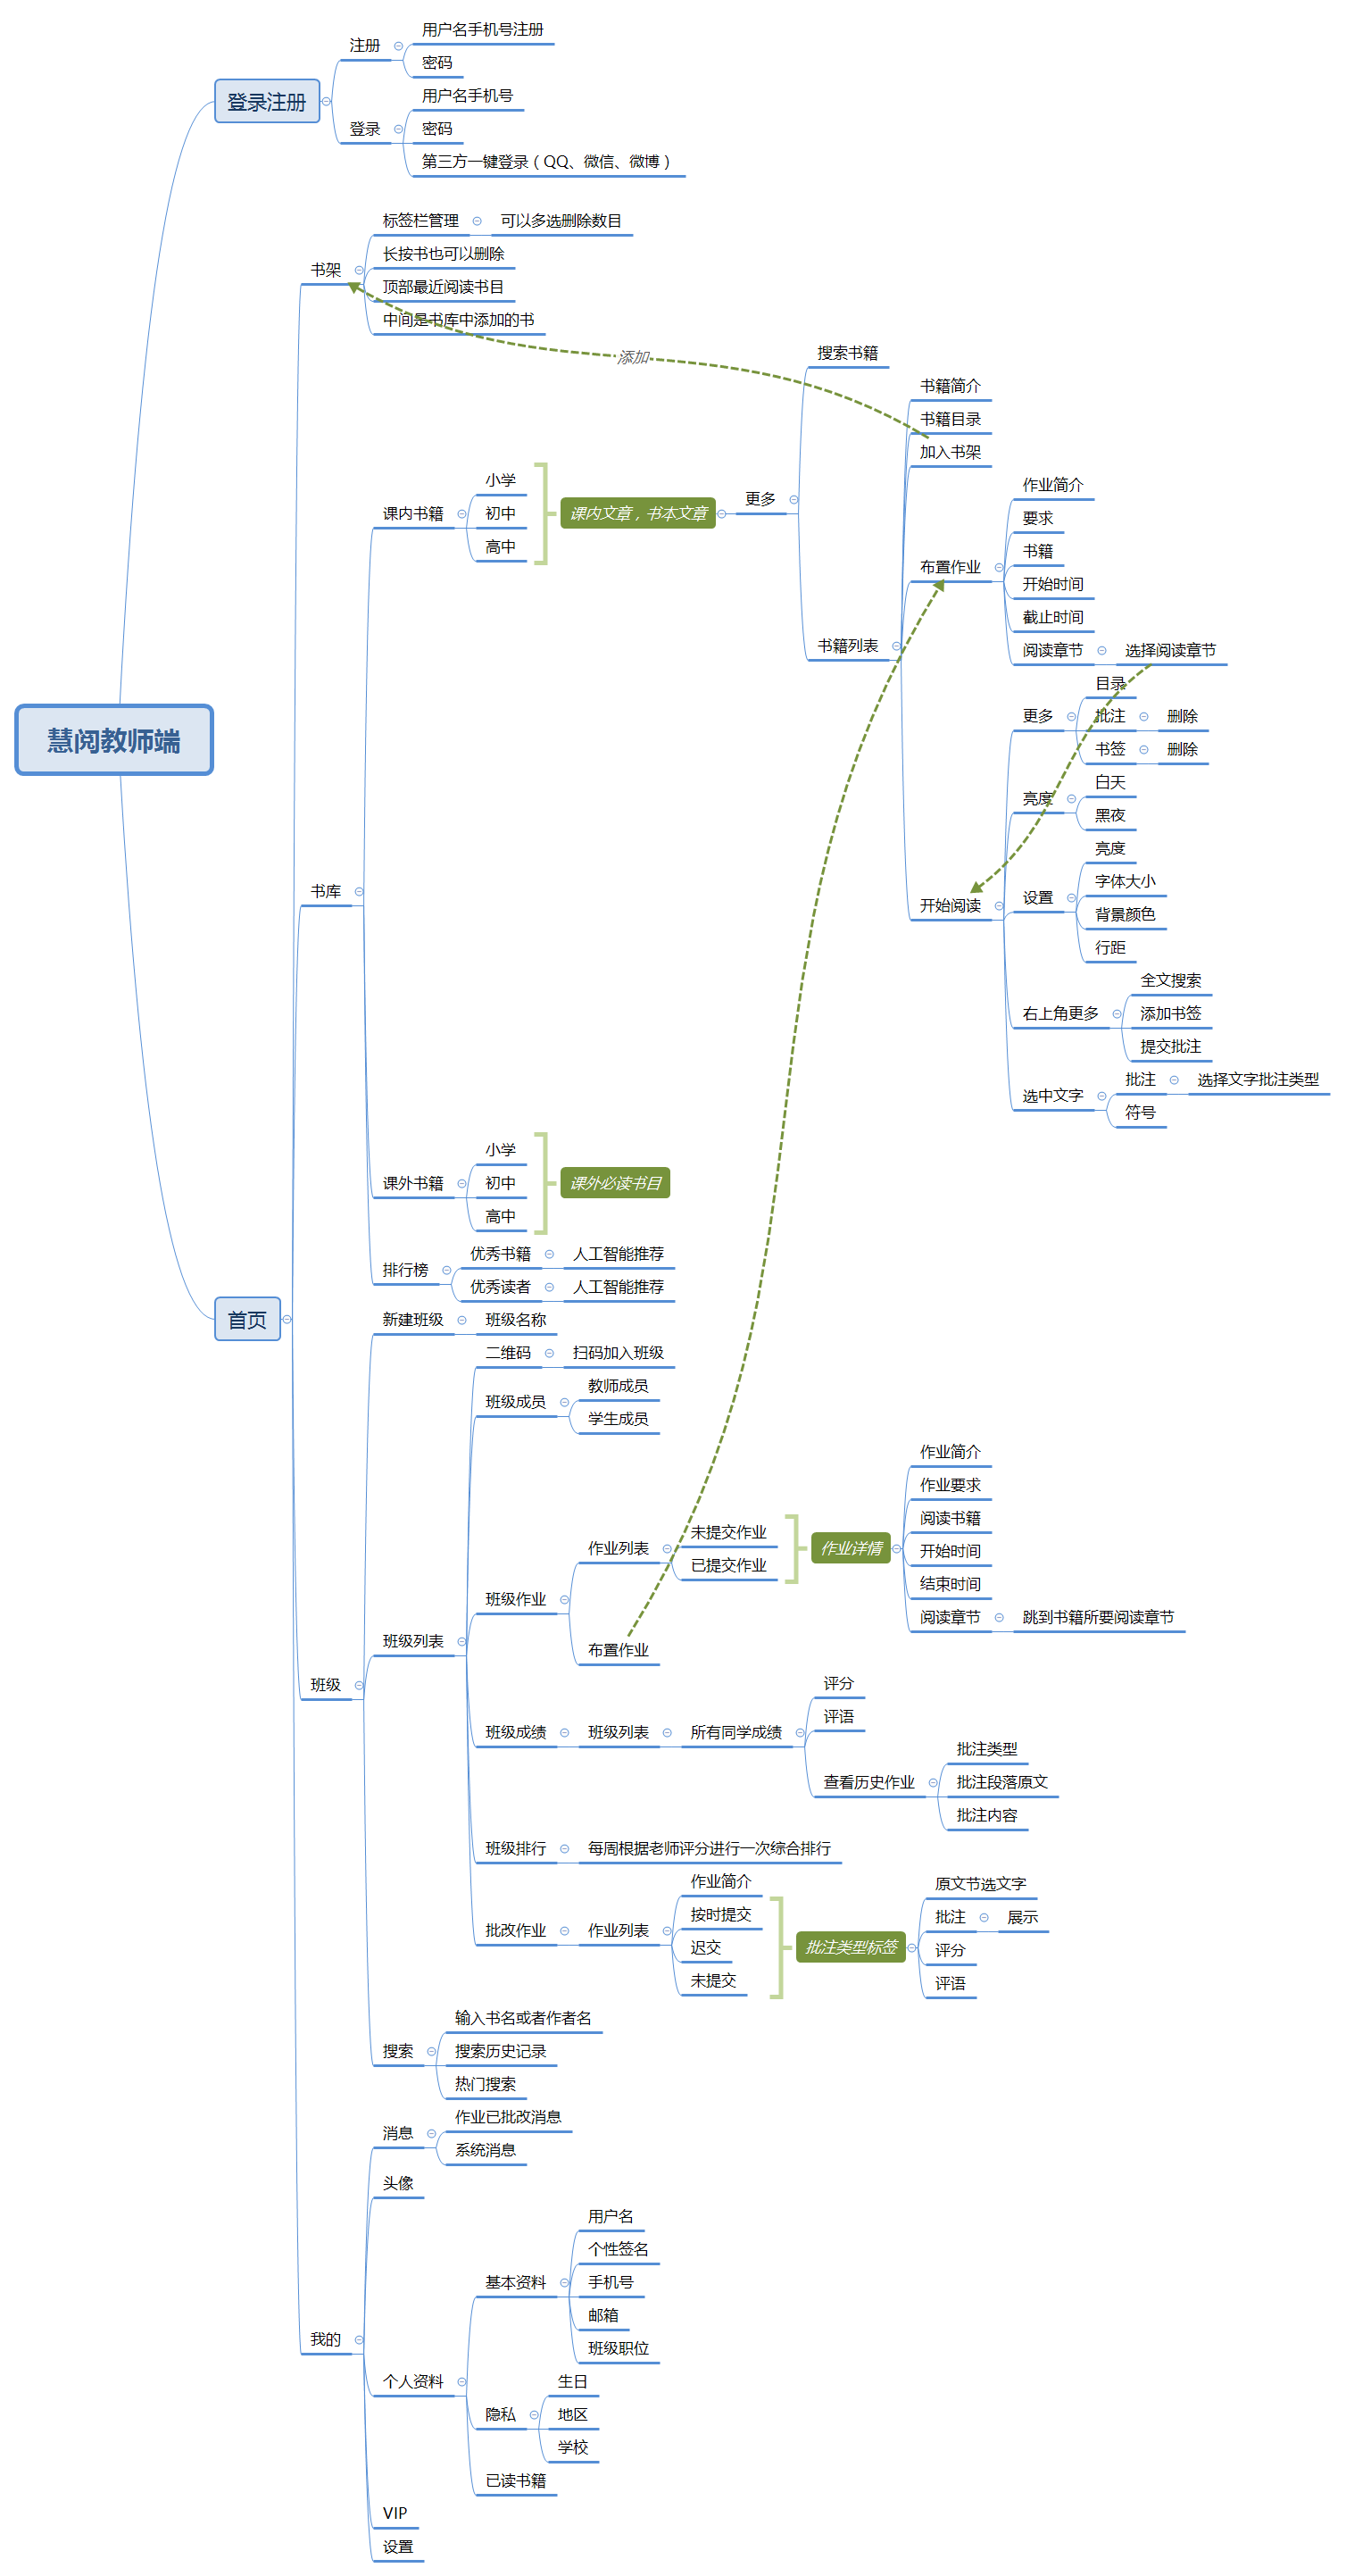 慧阅教师端
登录注册
注册
用户名手机号注册
密码
登录
用户名手机号
密码
第三方一键登录（QQ、微信、微博）
首页
书架
标签栏管理
可以多选删除数目
长按书也可以删除
顶部最近阅读书目
中间是书库中添加的书
添加
书库
课内书籍
小学
初中
高中
课内文章，书本文章
更多
搜索书籍
书籍列表
书籍简介
书籍目录
加入书架
布置作业
作业简介
要求
书籍
开始时间
截止时间
阅读章节
选择阅读章节
开始阅读
更多
目录
批注
删除
书签
删除
亮度
白天
黑夜
设置
亮度
字体大小
背景颜色
行距
右上角更多
全文搜索
添加书签
提交批注
选中文字
批注
选择文字批注类型
符号
课外书籍
小学
初中
高中
课外必读书目
排行榜
优秀书籍
人工智能推荐
优秀读者
人工智能推荐
班级
新建班级
班级名称
班级列表
二维码
扫码加入班级
班级成员
教师成员
学生成员
班级作业
作业列表
未提交作业
已提交作业
作业详情
作业简介
作业要求
阅读书籍
开始时间
结束时间
阅读章节
跳到书籍所要阅读章节
布置作业
班级成绩
班级列表
所有同学成绩
评分
评语
查看历史作业
批注类型
批注段落原文
批注内容
班级排行
每周根据老师评分进行一次综合排行
批改作业
作业列表
作业简介
按时提交
迟交
未提交
批注类型标签
原文节选文字
批注
展示
评分
评语
搜索
输入书名或者作者名
搜索历史记录
热门搜索
我的
消息
作业已批改消息
系统消息
头像
个人资料
基本资料
用户名
个性签名
手机号
邮箱
班级职位
隐私
生日
地区
学校
已读书籍
VIP
设置